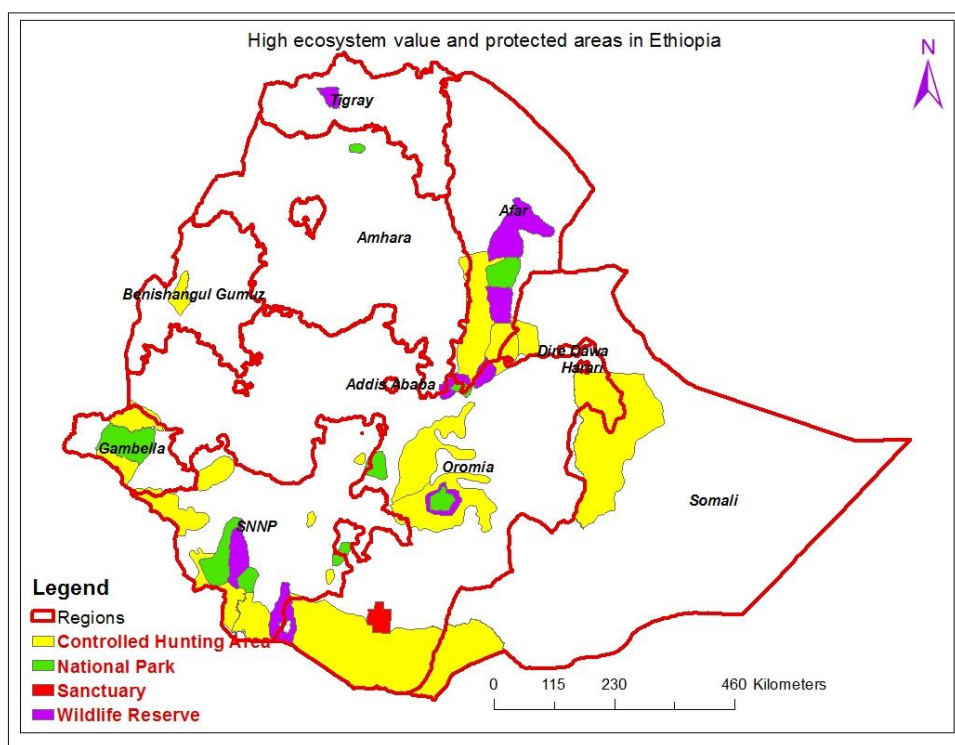 High ecosystem value and protected areas in Ethiopia
N
Tigray
Afar
Amhara
Benishangul Gumuz
Dire Dawa
Harari
Addis Ababa
Gambella
Oromia
Somali
SNNP
Legend
Regions
Controlled Hunting Area
National Park
Sanctuary
Wildlife Reserve
0 115 230 460 Kilometers